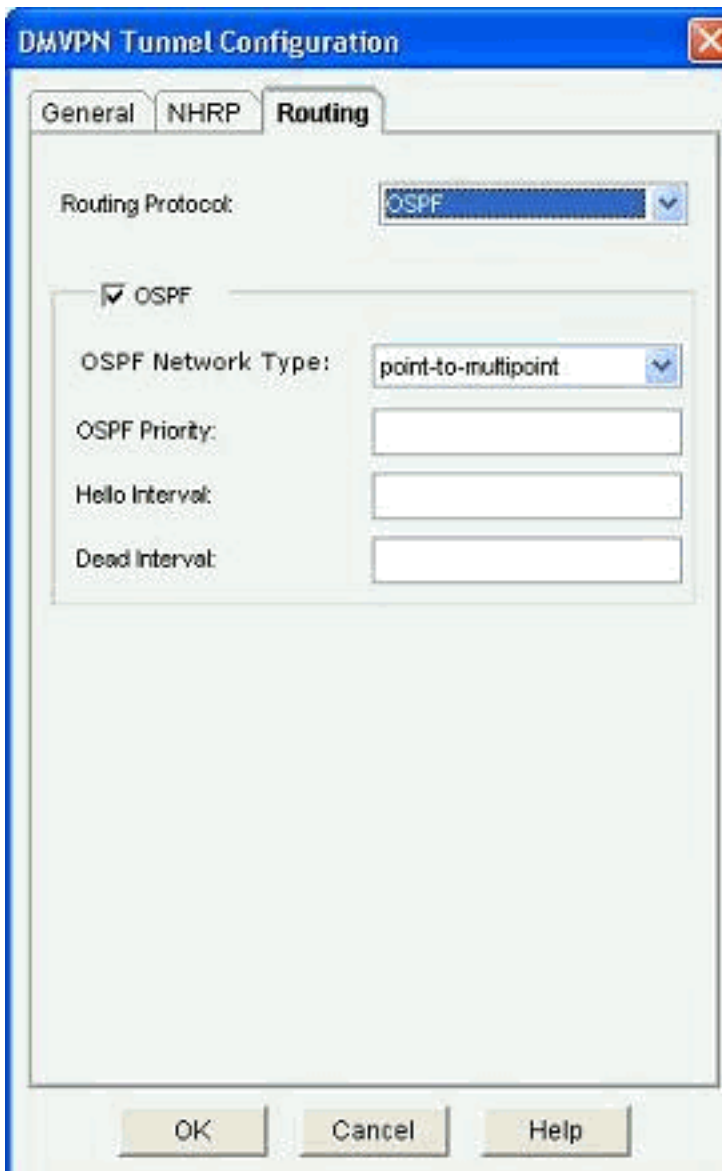 DMVPN Tunnel Configuration
General NHRP Routing
Routing Protocol: OSPF
OSPF
OSPF Network Type: point-to-multipoint
OSPF Priority:
Hello Interval:
Dead Interval:
OK Cancel Help